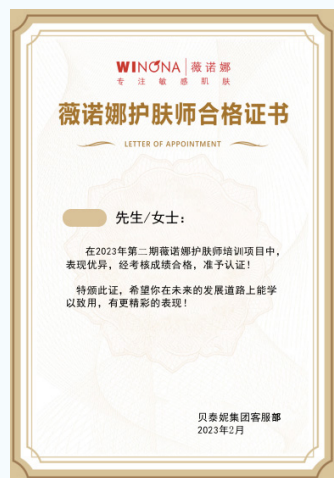 WINONA 薇诺娜
专注敏感肌肤
薇诺娜护肤师合格证书
LETTER OF APPOINTMENT
先生/女士：
在2023年第二期薇诺娜护肤师培训项目中，
表现优异，经考核成绩合格，准予认证！
特颁此证，希望你在未来的发展道路上能学
以致用，有更精彩的表现！
贝泰妮集团客服部
2023年2月